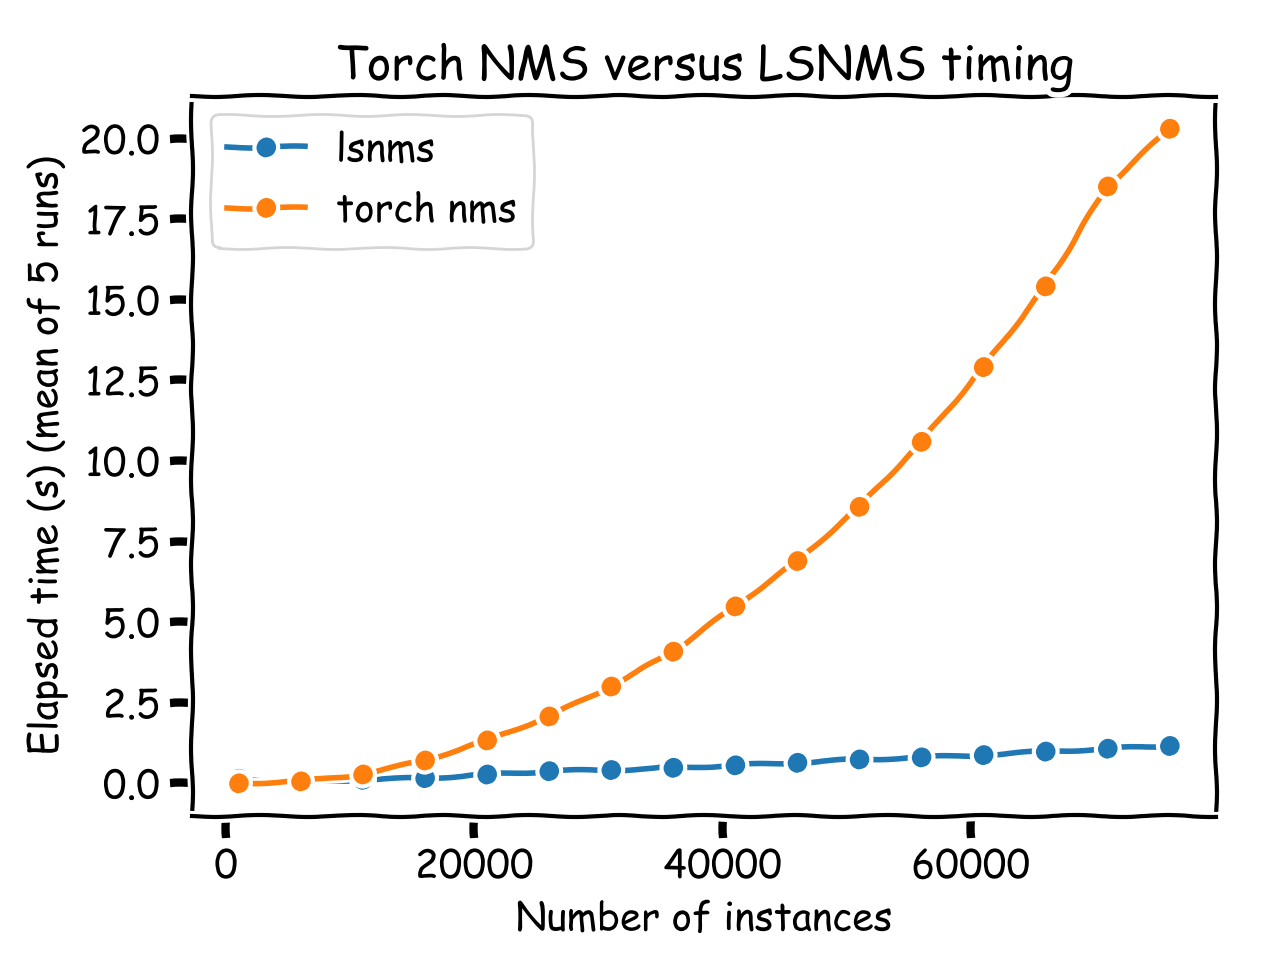 Torch NMS versus LSNMS timing
lsnms
torch nms
Elapsed time (s) (mean of 5 runs)
20.0
17.5
15.0
12.5
10.0
7.5
5.0
2.5
0.0
0 20000 40000 60000
Number of instances